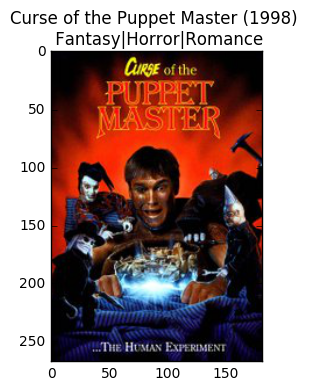 Curse of the Puppet Master (1998)
Fantasy|Horror|Romance
0
50
100
150
200
250
0
50
100
150
CURSE of the
PUPPET
MASTER
...THE HUMAN EXPERIMENT